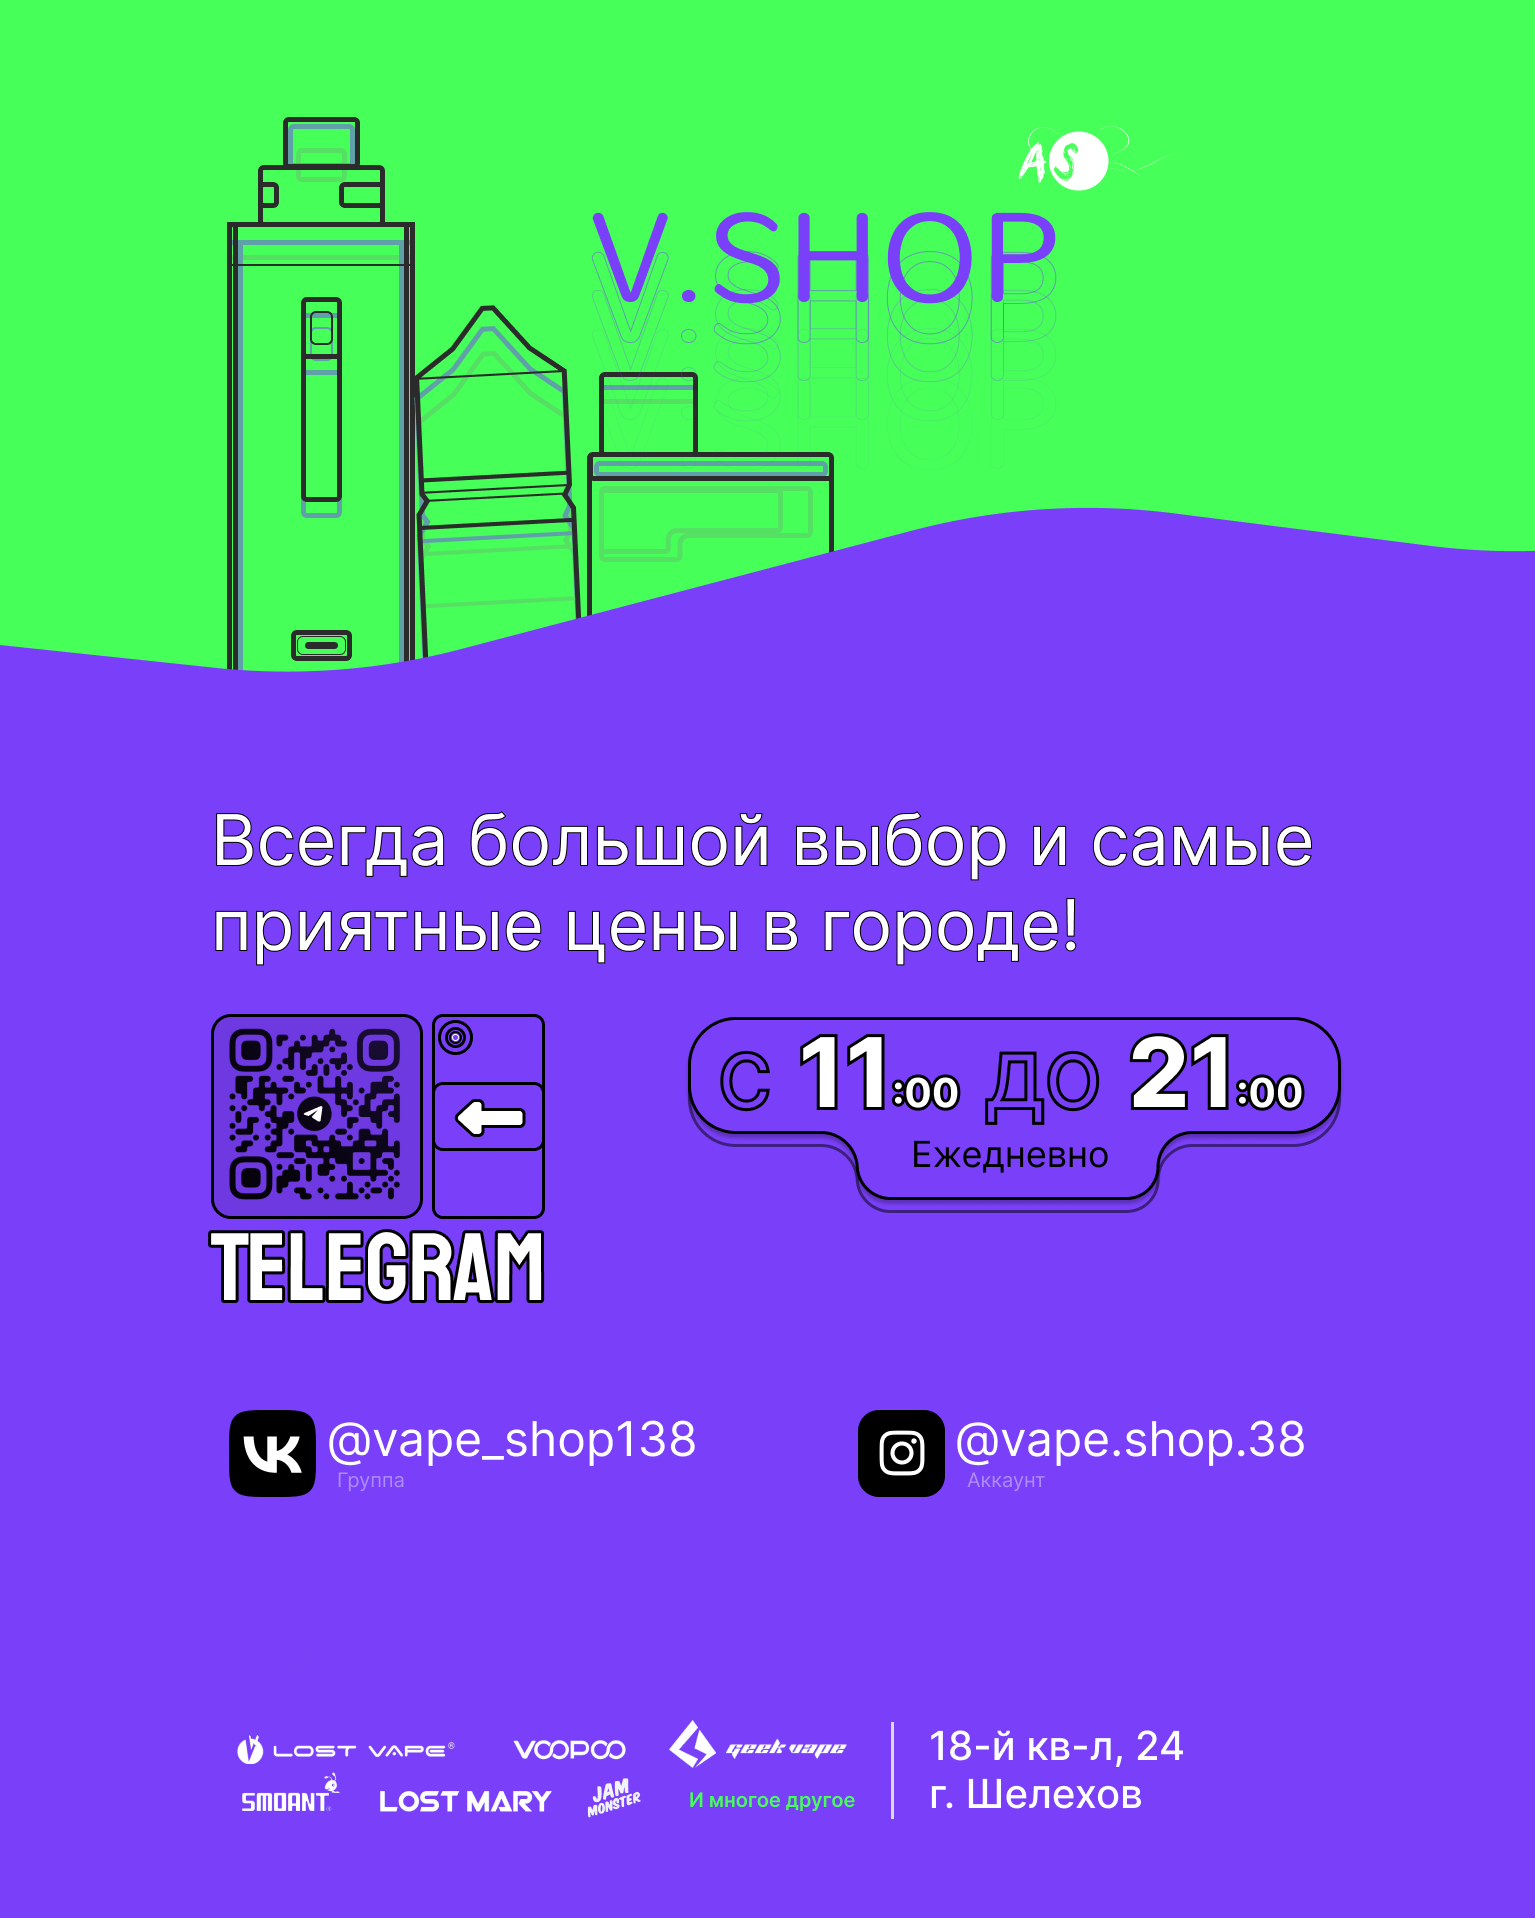 AS
V.SHOP
Всегда большой выбор и самые
приятные цены в городе!
С 11:00 ДО 21:00
Ежедневно
TELEGRAM
@vape_shop138
Группа
@vape.shop.38
Аккаунт
LOST VAPE®
VOOPOO
geek vape
SMOANT
LOST MARY
JAM
MONSTER
И многое другое
18-й кв-л, 24
г. Шелехов